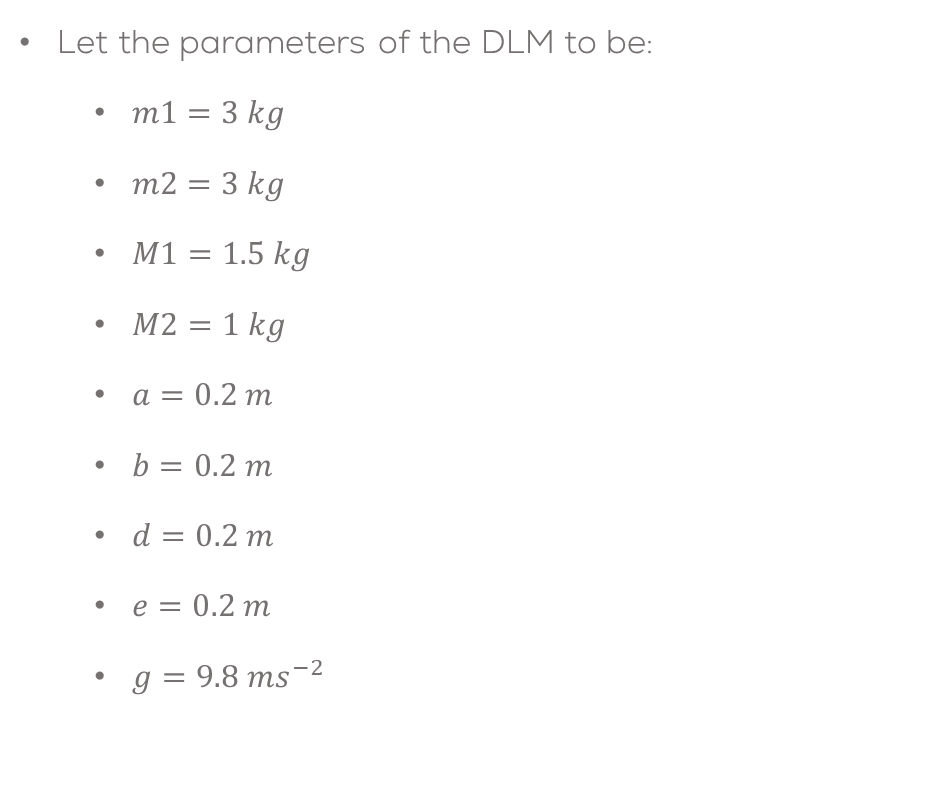 • Let the parameters of the DLM to be:
• m1 = 3 kg
• m2 = 3 kg
• M1 = 1.5 kg
• M2 = 1 kg
• a = 0.2 m
• b = 0.2 m
• d = 0.2 m
• e = 0.2 m
• g = 9.8 ms⁻²